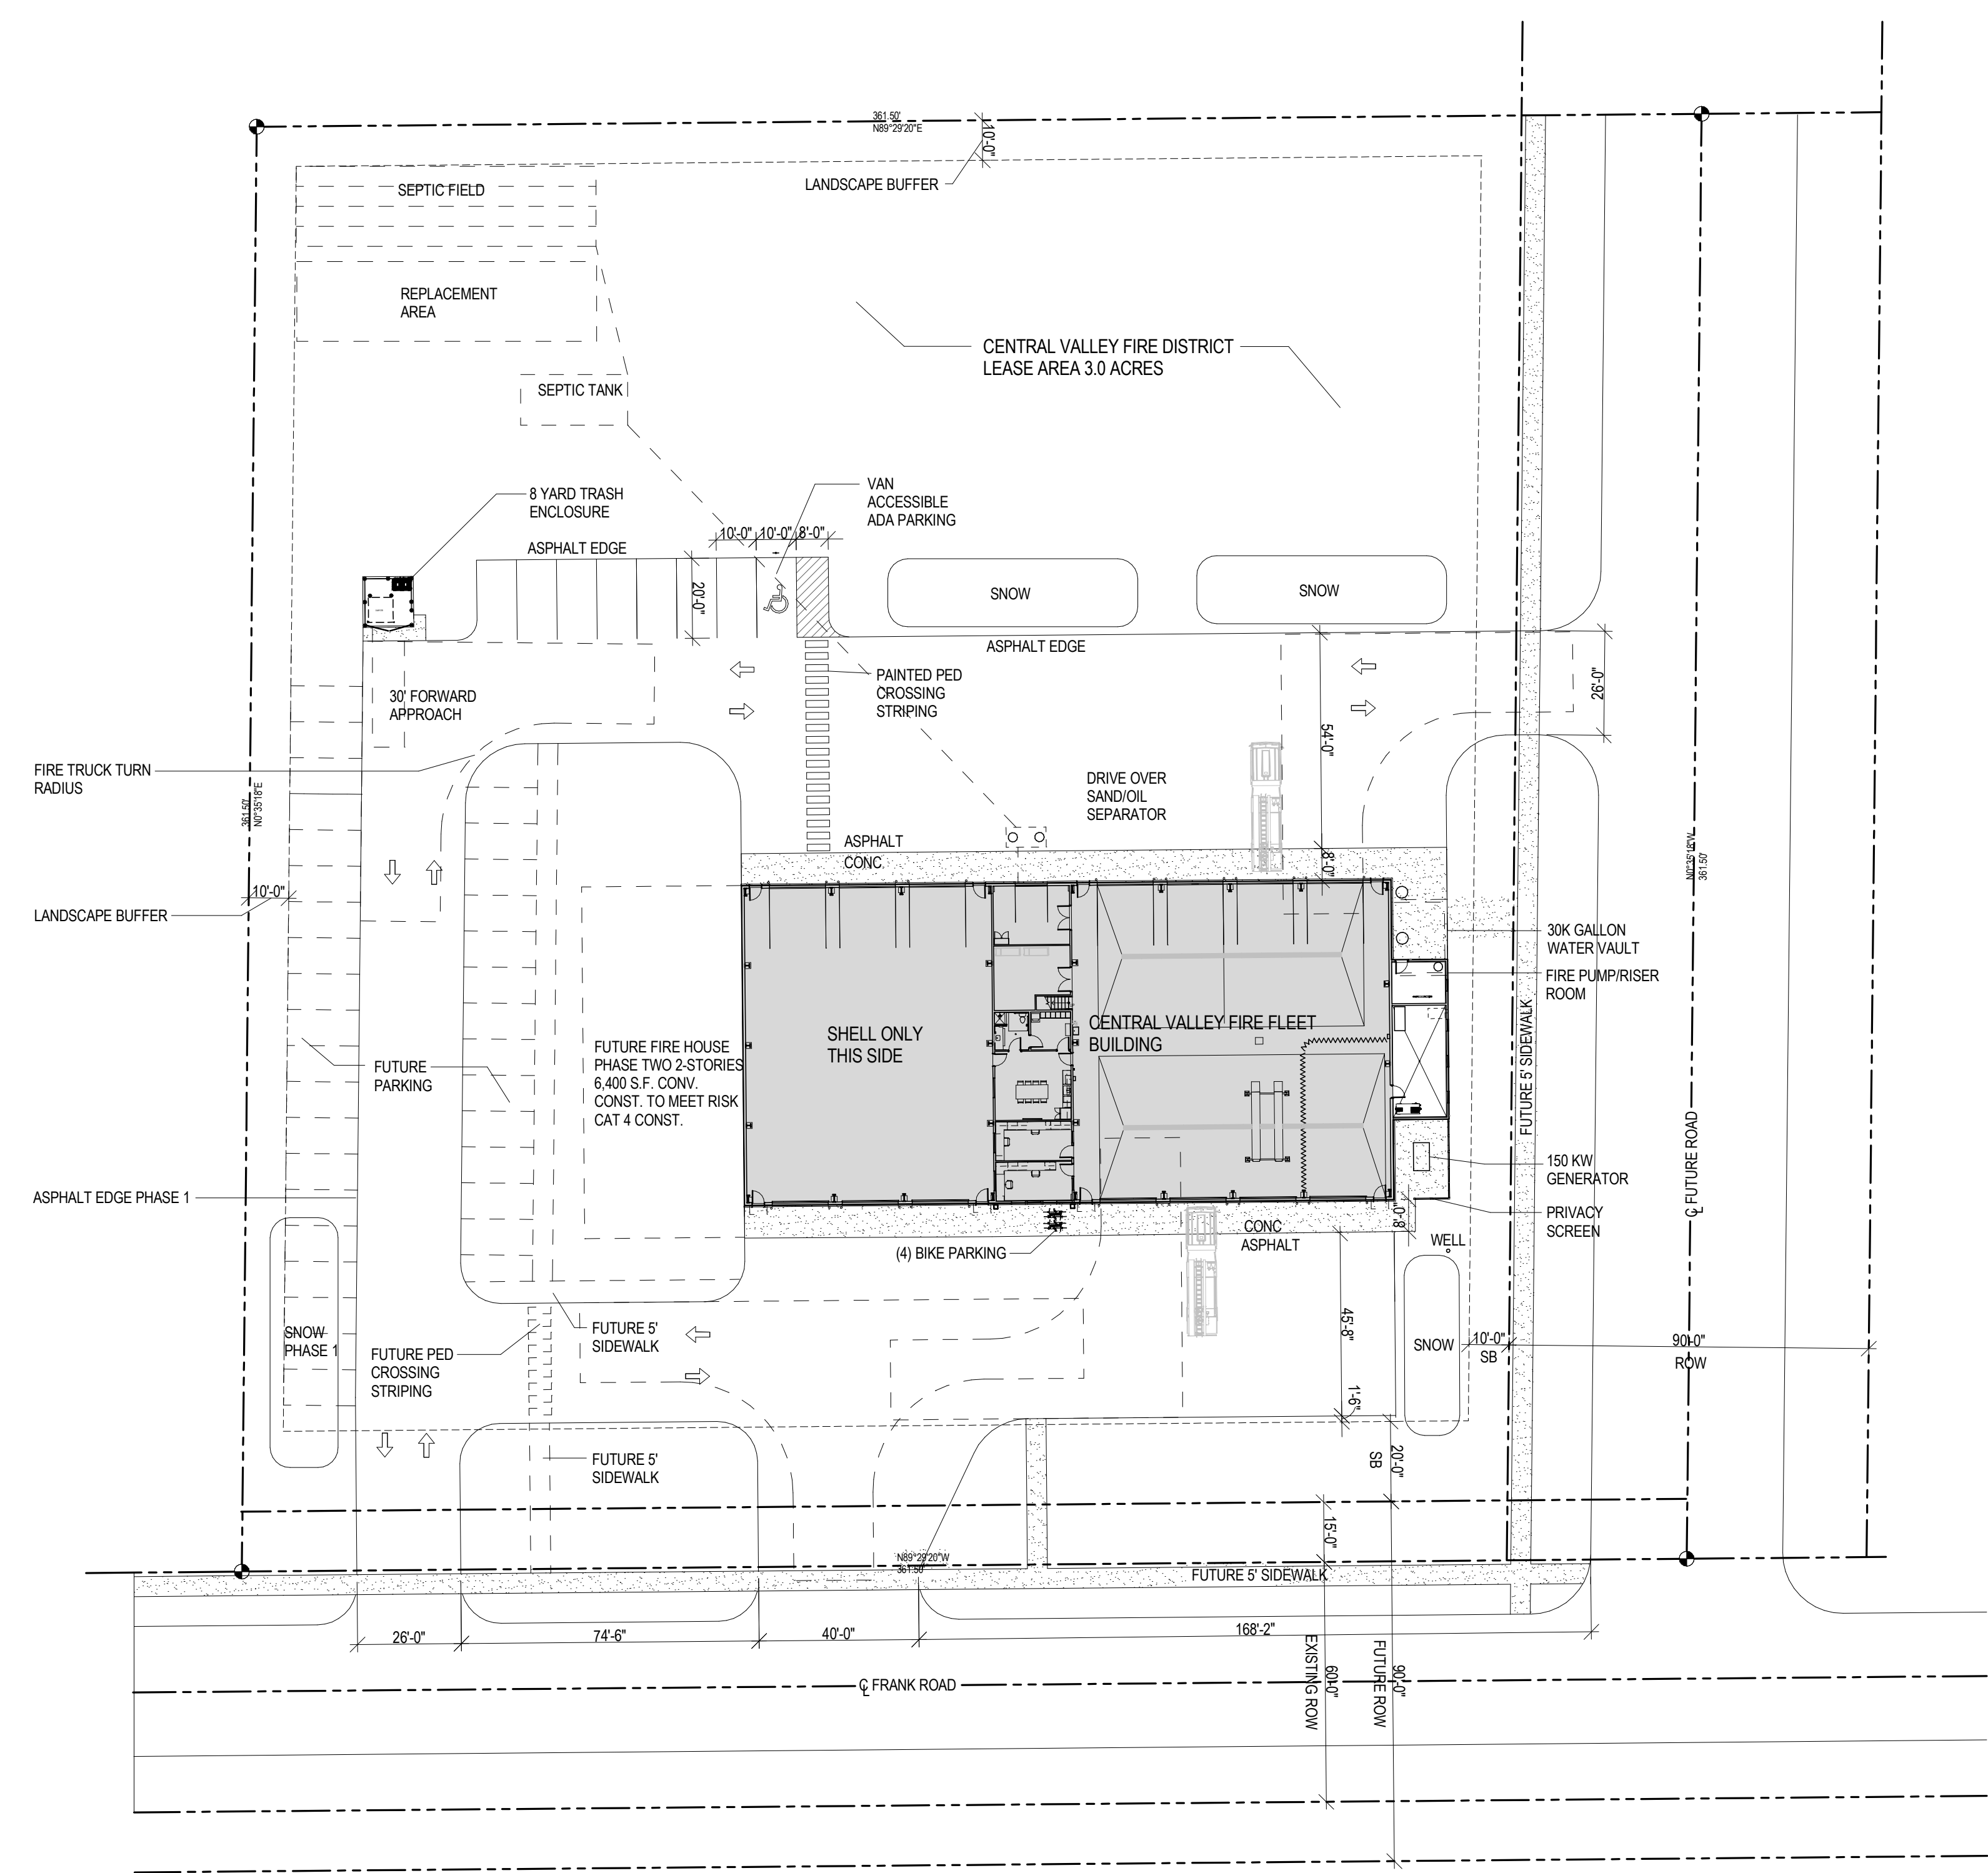 361.50'
N89°29'20"E
10'-0"
LANDSCAPE BUFFER
SEPTIC FIELD
REPLACEMENT
AREA
CENTRAL VALLEY FIRE DISTRICT
LEASE AREA 3.0 ACRES
SEPTIC TANK
8 YARD TRASH
ENCLOSURE
VAN
ACCESSIBLE
ADA PARKING
ASPHALT EDGE
10'-0"
10'-0"
8'-0"
20'-0"
SNOW
SNOW
ASPHALT EDGE
PAINTED PED
CROSSING
STRIPING
30' FORWARD
APPROACH
26'-0"
54'-0"
FIRE TRUCK TURN
RADIUS
361.50'
N0°35'18"E
DRIVE OVER
SAND/OIL
SEPARATOR
ASPHALT
CONC
8'-0"
N0°35'18"W
361.50'
10'-0"
LANDSCAPE BUFFER
30K GALLON
WATER VAULT
FIRE PUMP/RISER
ROOM
SHELL ONLY
THIS SIDE
CENTRAL VALLEY FIRE FLEET
BUILDING
FUTURE FIRE HOUSE
PHASE TWO 2-STORIES
6,400 S.F. CONV.
CONST. TO MEET RISK
CAT 4 CONST.
FUTURE
PARKING
FUTURE 5' SIDEWALK
CL FUTURE ROAD
150 KW
GENERATOR
ASPHALT EDGE PHASE 1
PRIVACY
SCREEN
8'-0"
CONC
ASPHALT
WELL
(4) BIKE PARKING
SNOW
PHASE 1
FUTURE 5'
SIDEWALK
FUTURE PED
CROSSING
STRIPING
45'-8"
1'-6"
SNOW
10'-0"
SB
90'-0"
ROW
FUTURE 5'
SIDEWALK
20'-0"
SB
15'-0"
N89°29'20"W
361.50'
FUTURE 5' SIDEWALK
26'-0"
74'-6"
40'-0"
168'-2"
EXISTING ROW
60'-0"
FUTURE ROW
90'-0"
CL FRANK ROAD